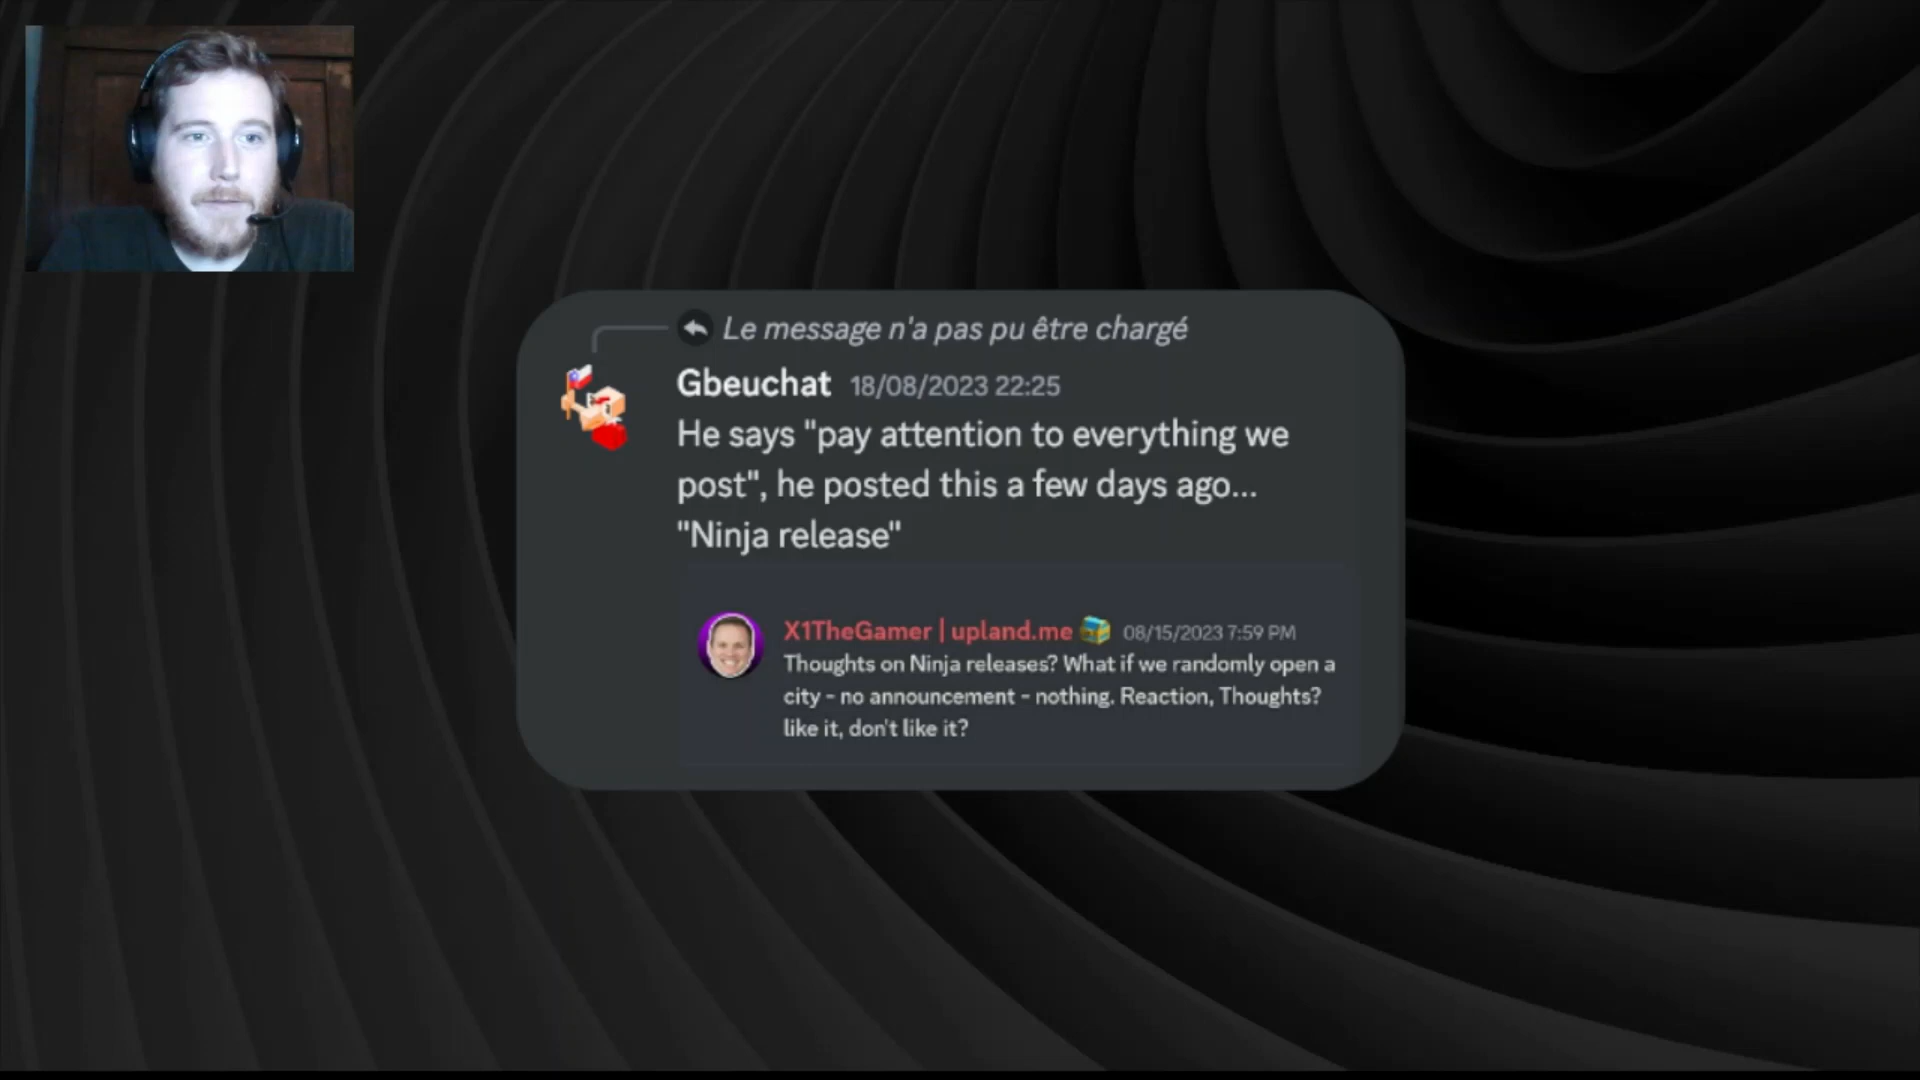 Le message n'a pas pu être chargé
Gbeuchat 18/08/2023 22:25
He says "pay attention to everything we
post", he posted this a few days ago...
"Ninja release"
X1TheGamer | upland.me 08/15/2023 7:59 PM
Thoughts on Ninja releases? What if we randomly open a
city - no announcement - nothing. Reaction, Thoughts?
like it, don't like it?